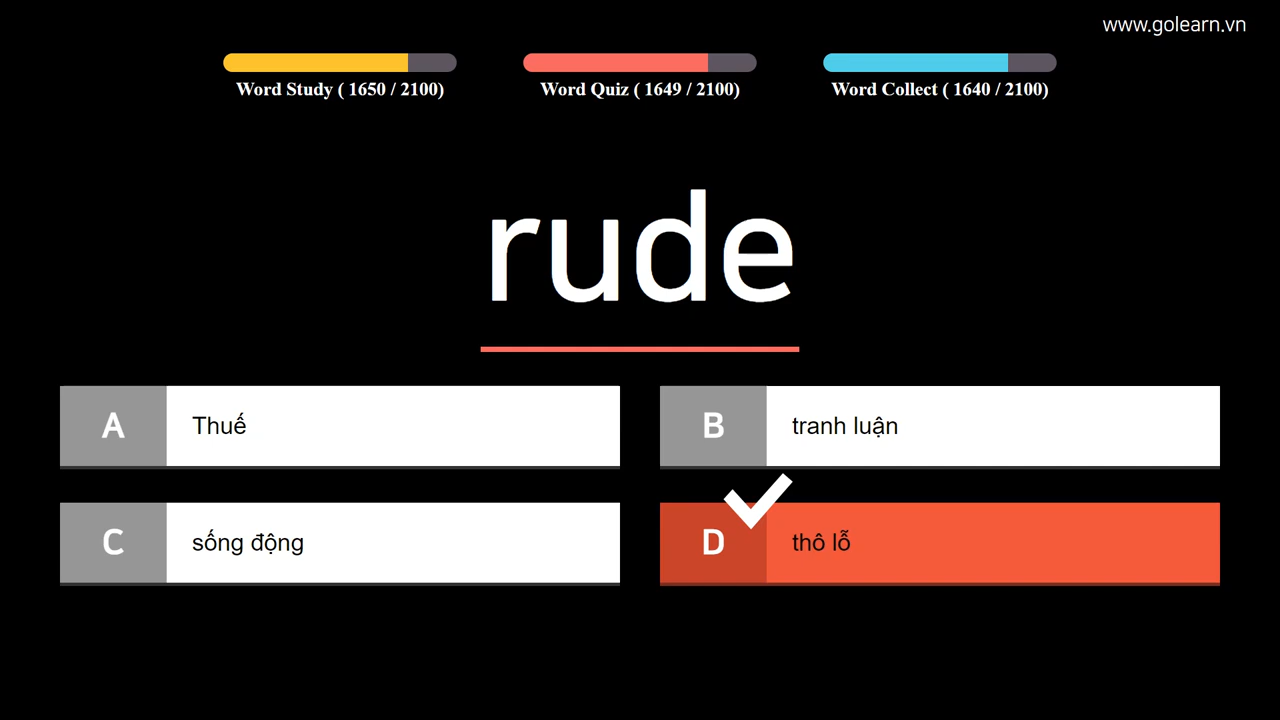 www.golearn.vn
Word Study ( 1650 / 2100)
Word Quiz ( 1649 / 2100)
Word Collect ( 1640 / 2100)
rude
A Thuế
B tranh luận
C sống động
D thô lỗ